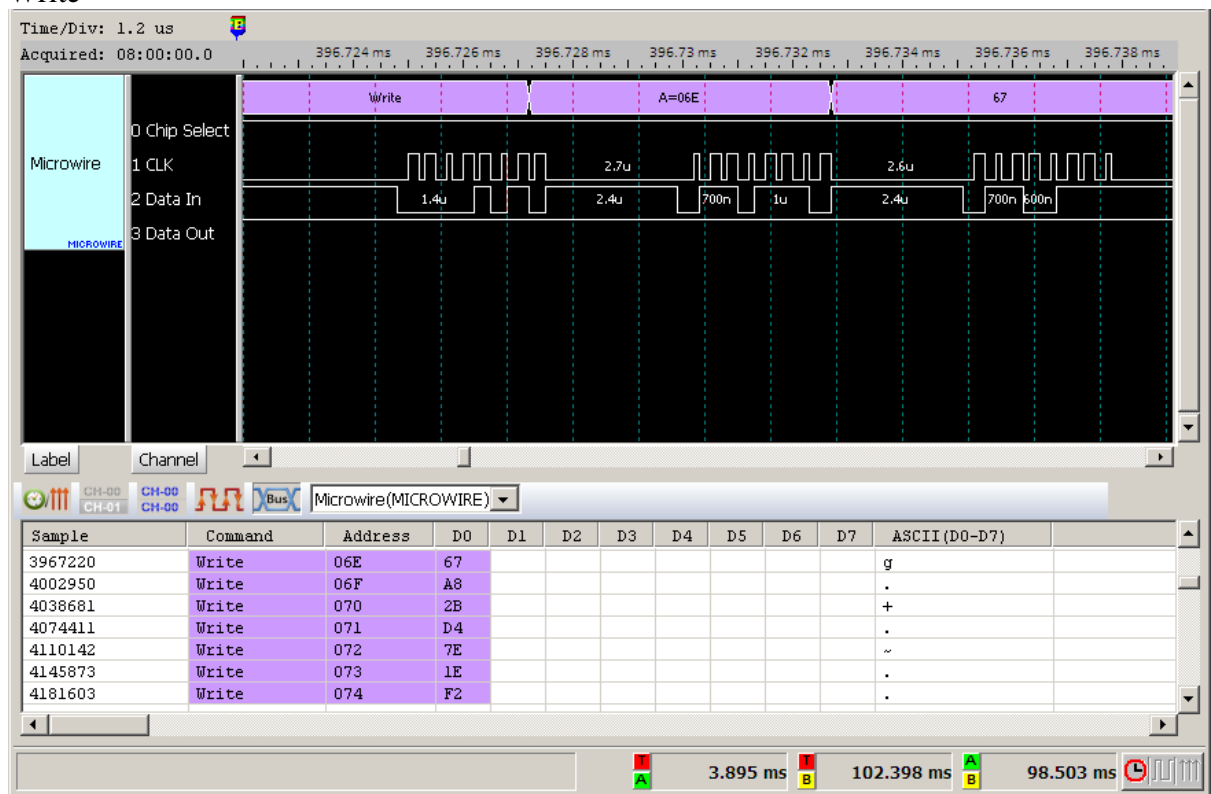 Write
Time/Div: 1.2 us
B
Acquired: 08:00:00.0 396.724 ms 396.726 ms 396.728 ms 396.73 ms 396.732 ms 396.734 ms 396.736 ms 396.738 ms
Write A=06E 67
0 Chip Select
Microwire 1 CLK 2.7u 2.6u
2 Data In 1.4u 2.4u 700n 1u 2.4u 700n 600n
3 Data Out
MICROWIRE
Label Channel
CH-00 CH-01 CH-00 CH-00 Bus Microwire(MICROWIRE)
Sample Command Address D0 D1 D2 D3 D4 D5 D6 D7 ASCII(D0-D7)
3967220 Write 06E 67 g
4002950 Write 06F A8 .
4038681 Write 070 2B +
4074411 Write 071 D4 .
4110142 Write 072 7E ~
4145873 Write 073 1E .
4181603 Write 074 F2 .
T A 3.895 ms T B 102.398 ms A B 98.503 ms